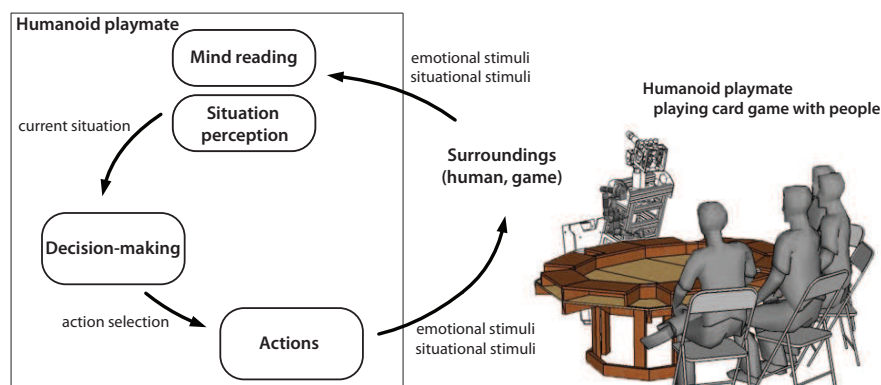 Humanoid playmate
Mind reading
Situation
perception
current situation
Decision-making
action selection
Actions
emotional stimuli
situational stimuli
Surroundings
(human, game)
emotional stimuli
situational stimuli
Humanoid playmate
playing card game with people